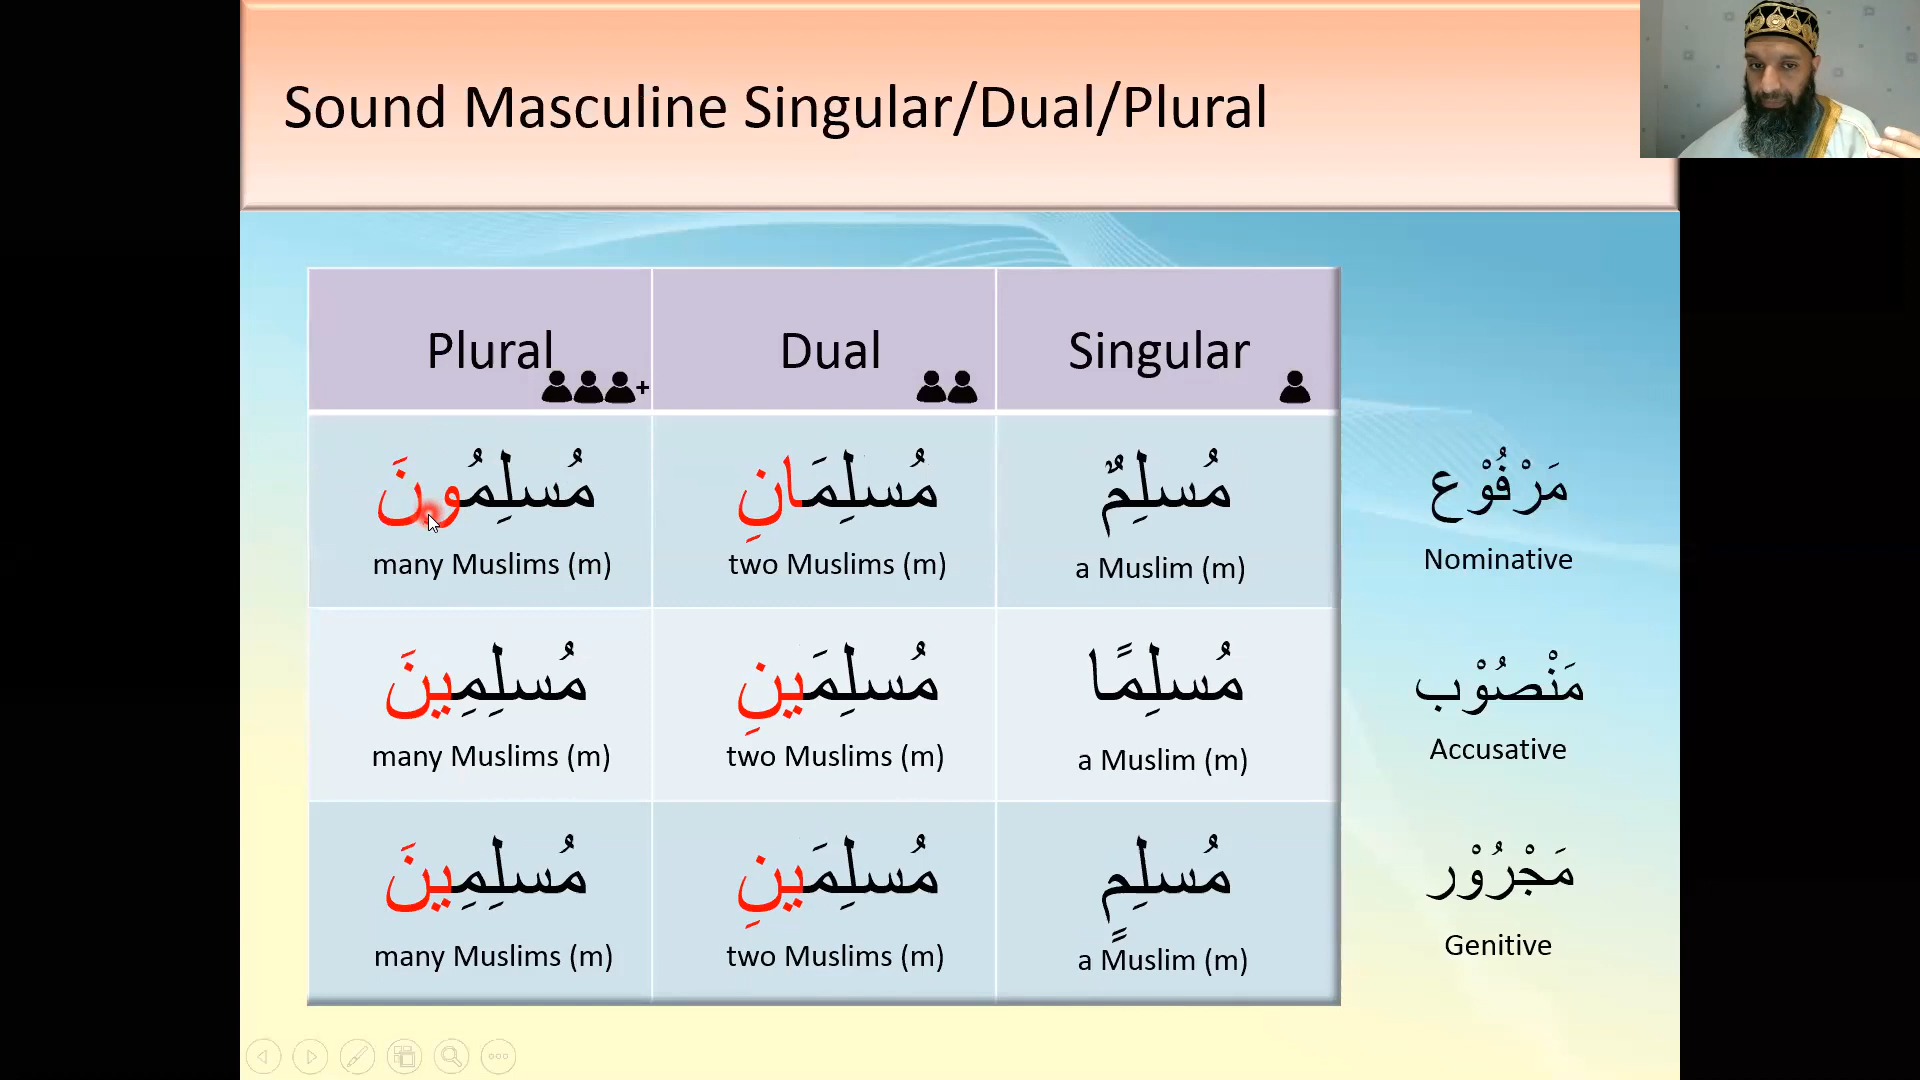 Sound Masculine Singular/Dual/Plural
Plural Dual Singular
+
مُسلِمُونَ مُسلِمَانِ مُسلِمٌ مَرْفُوْع
many Muslims (m) two Muslims (m) a Muslim (m) Nominative
مُسلِمِينَ مُسلِمَينِ مُسلِمًا مَنْصُوْب
many Muslims (m) two Muslims (m) a Muslim (m) Accusative
مُسلِمِينَ مُسلِمَينِ مُسلِمٍ مَجْرُوْر
many Muslims (m) two Muslims (m) a Muslim (m) Genitive